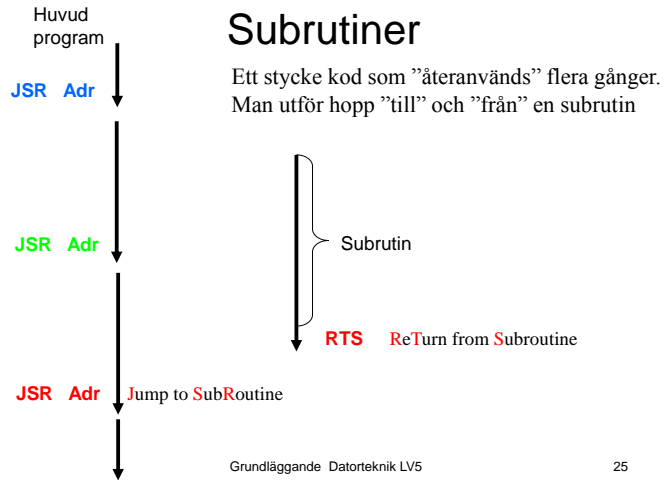 Huvud
program
Subrutiner
Ett stycke kod som ”återanvänds” flera gånger.
Man utför hopp ”till” och ”från” en subrutin
JSR Adr
JSR Adr
Subrutin
RTS ReTurn from Subroutine
JSR Adr Jump to SubRoutine
Grundläggande Datorteknik LV5 25